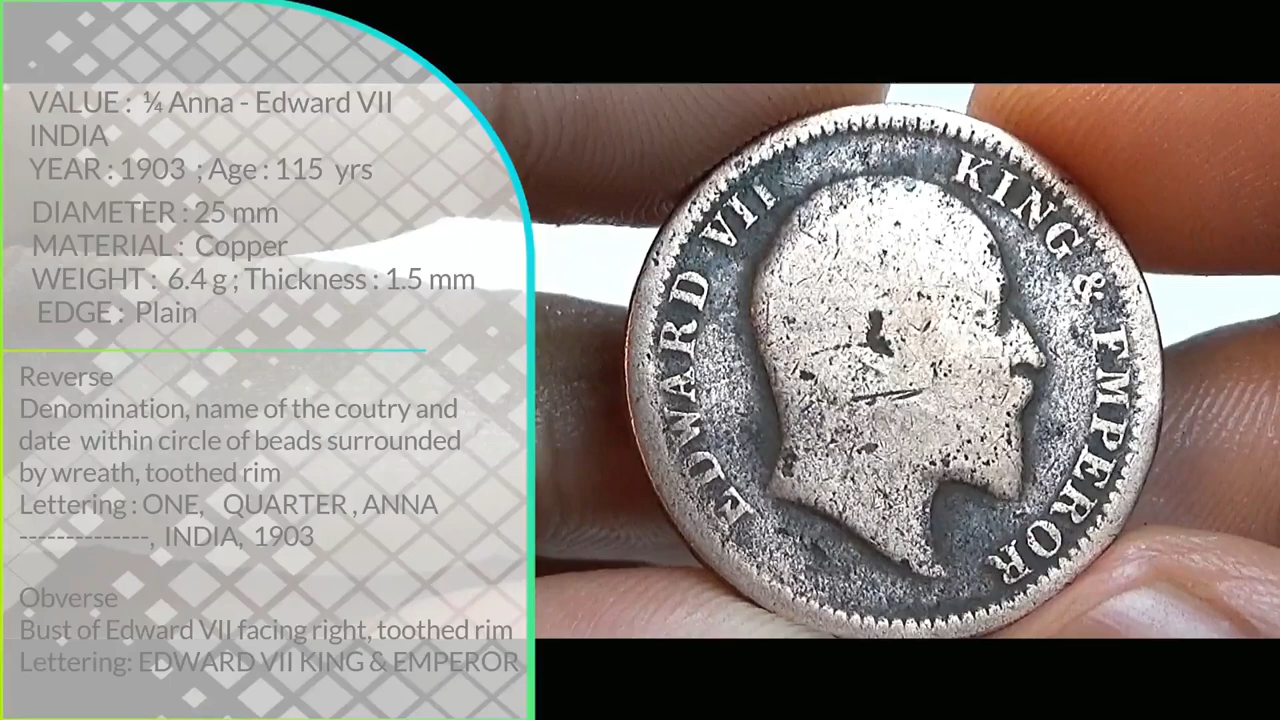 VALUE : ¼ Anna - Edward VII
INDIA
YEAR : 1903 ; Age : 115 yrs
DIAMETER : 25 mm
MATERIAL : Copper
WEIGHT : 6.4 g ; Thickness : 1.5 mm
EDGE : Plain
Reverse
Denomination, name of the coutry and
date within circle of beads surrounded
by wreath, toothed rim
Lettering : ONE, QUARTER , ANNA
--------------, INDIA, 1903
Obverse
Bust of Edward VII facing right, toothed rim
Lettering: EDWARD VII KING & EMPEROR
EDWARD VII KING & EMPEROR